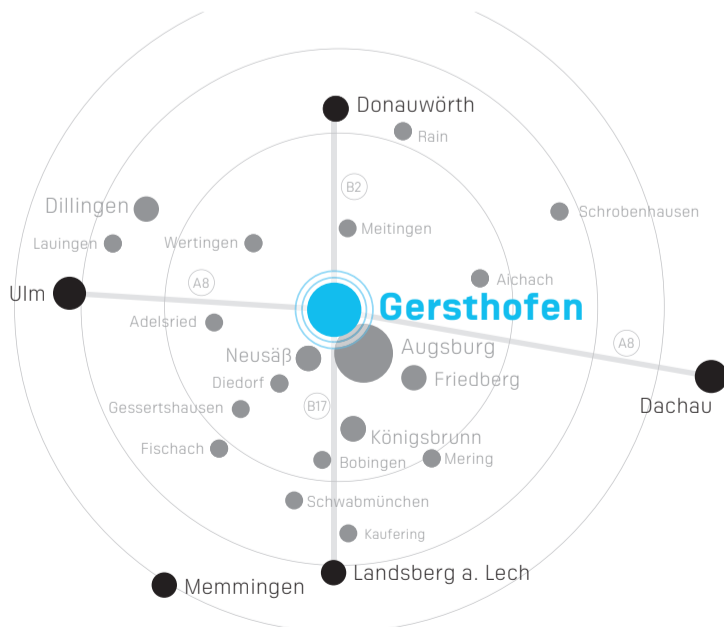 Donauwörth
Rain
B2
Dillingen
Schrobenhausen
Meitingen
Lauingen
Wertingen
Aichach
A8
Ulm
Gersthofen
Adelsried
A8
Augsburg
Neusäß
Friedberg
Diedorf
Dachau
B17
Gessertshausen
Königsbrunn
Fischach
Bobingen
Mering
Schwabmünchen
Kaufering
Landsberg a. Lech
Memmingen